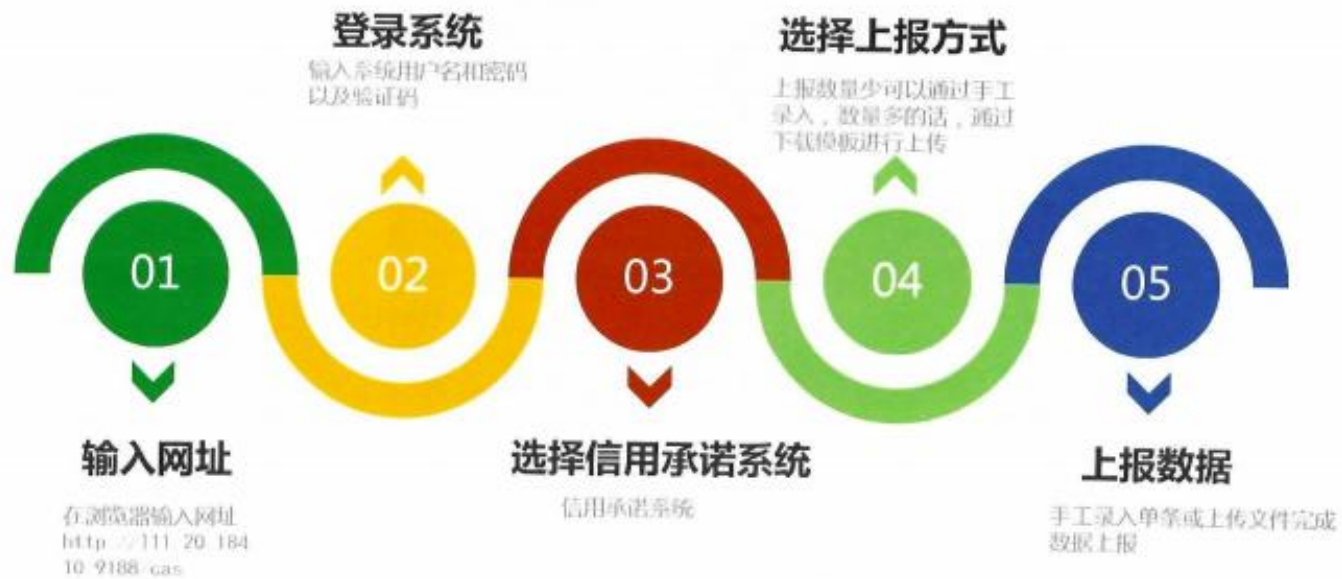 登录系统
输入系统用户名和密码
以及验证码
选择上报方式
上报数量少可以通过手工
录入，数量多的话，通过
下载模板进行上传
01
02
03
04
05
输入网址
在浏览器输入网址
http //111 20 184
10 9188 cas
选择信用承诺系统
信用承诺系统
上报数据
手工录入单条或上传文件完成
数据上报